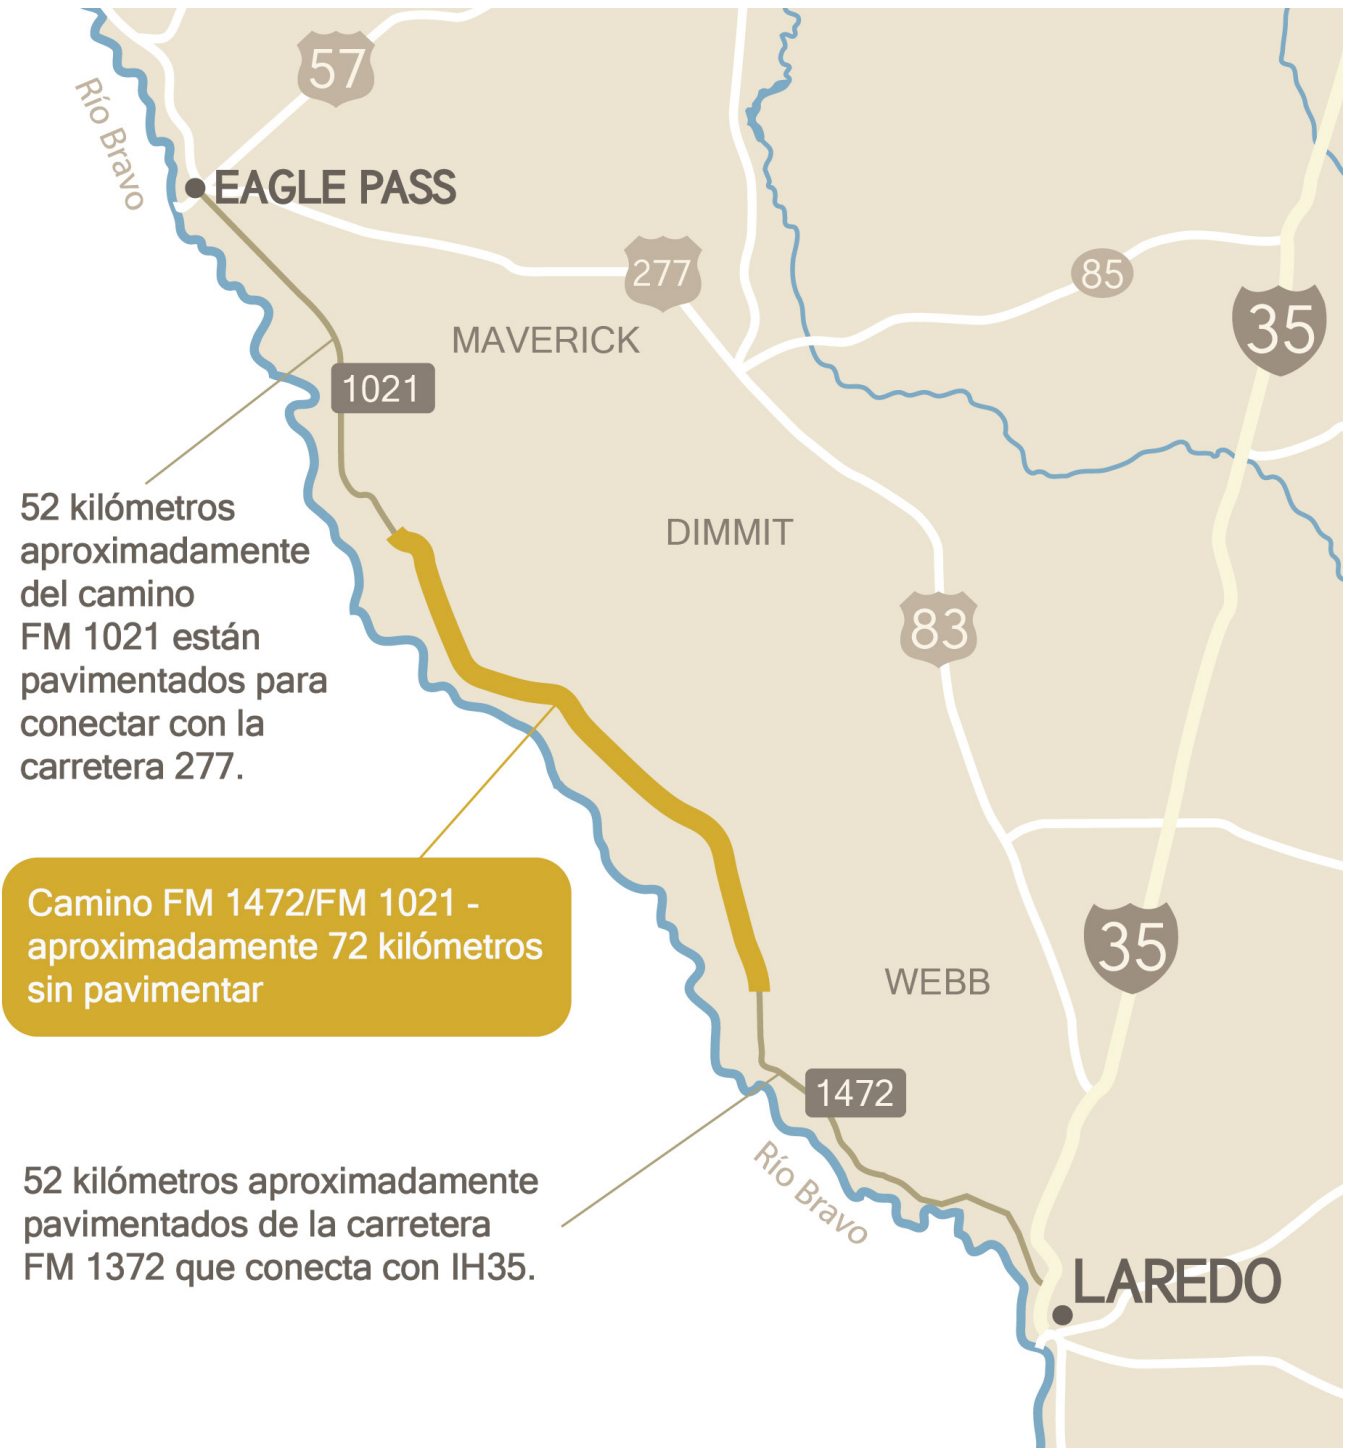 57
Río Bravo
EAGLE PASS
277
85
35
MAVERICK
1021
52 kilómetros
aproximadamente
del camino
FM 1021 están
pavimentados para
conectar con la
carretera 277.
DIMMIT
83
Camino FM 1472/FM 1021 -
aproximadamente 72 kilómetros
sin pavimentar
35
WEBB
1472
52 kilómetros aproximadamente
pavimentados de la carretera
FM 1372 que conecta con IH35.
Río Bravo
LAREDO